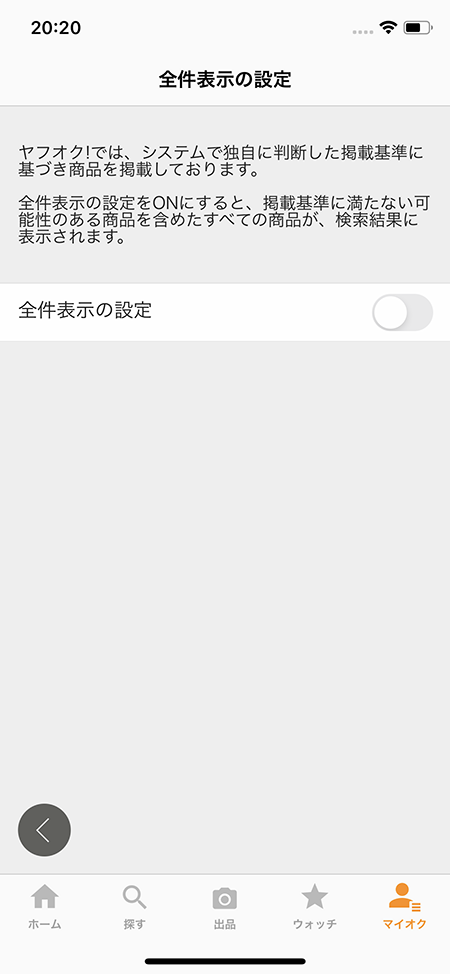 20:20
全件表示の設定
ヤフオク!では、システムで独自に判断した掲載基準に
基づき商品を掲載しております。
全件表示の設定をONにすると、掲載基準に満たない可
能性のある商品を含めたすべての商品が、検索結果に
表示されます。
全件表示の設定
ホーム
探す
出品
ウォッチ
マイオク